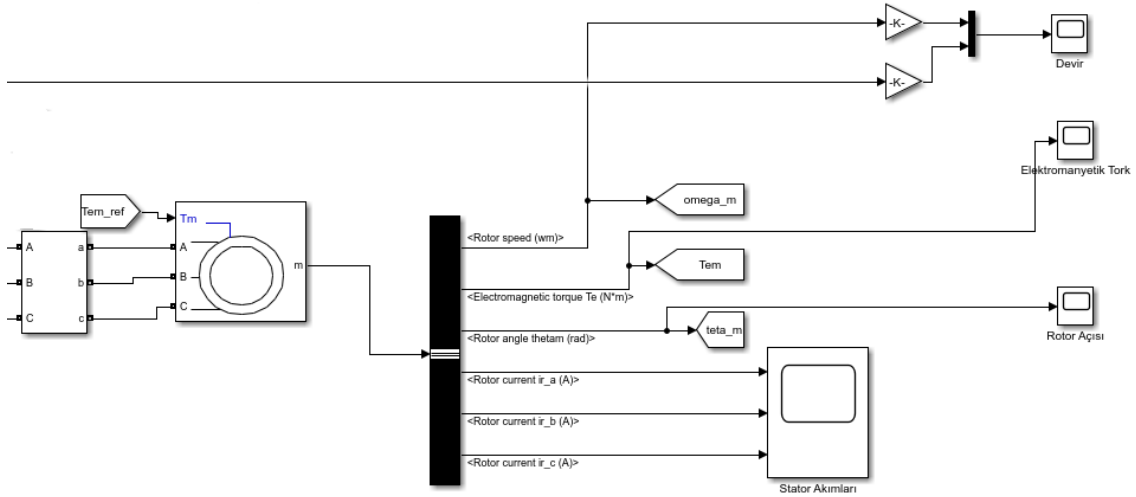 -K-
-K-
Devir
Elektromanyetik Tork
Tem_ref
Tm
A
B
C
m
A
B
C
a
b
c
<Rotor speed (wm)>
omega_m
Tem
<Electromagnetic torque Te (N*m)>
<Rotor angle thetam (rad)>
teta_m
Rotor Açısı
<Rotor current ir_a (A)>
<Rotor current ir_b (A)>
<Rotor current ir_c (A)>
Stator Akımları